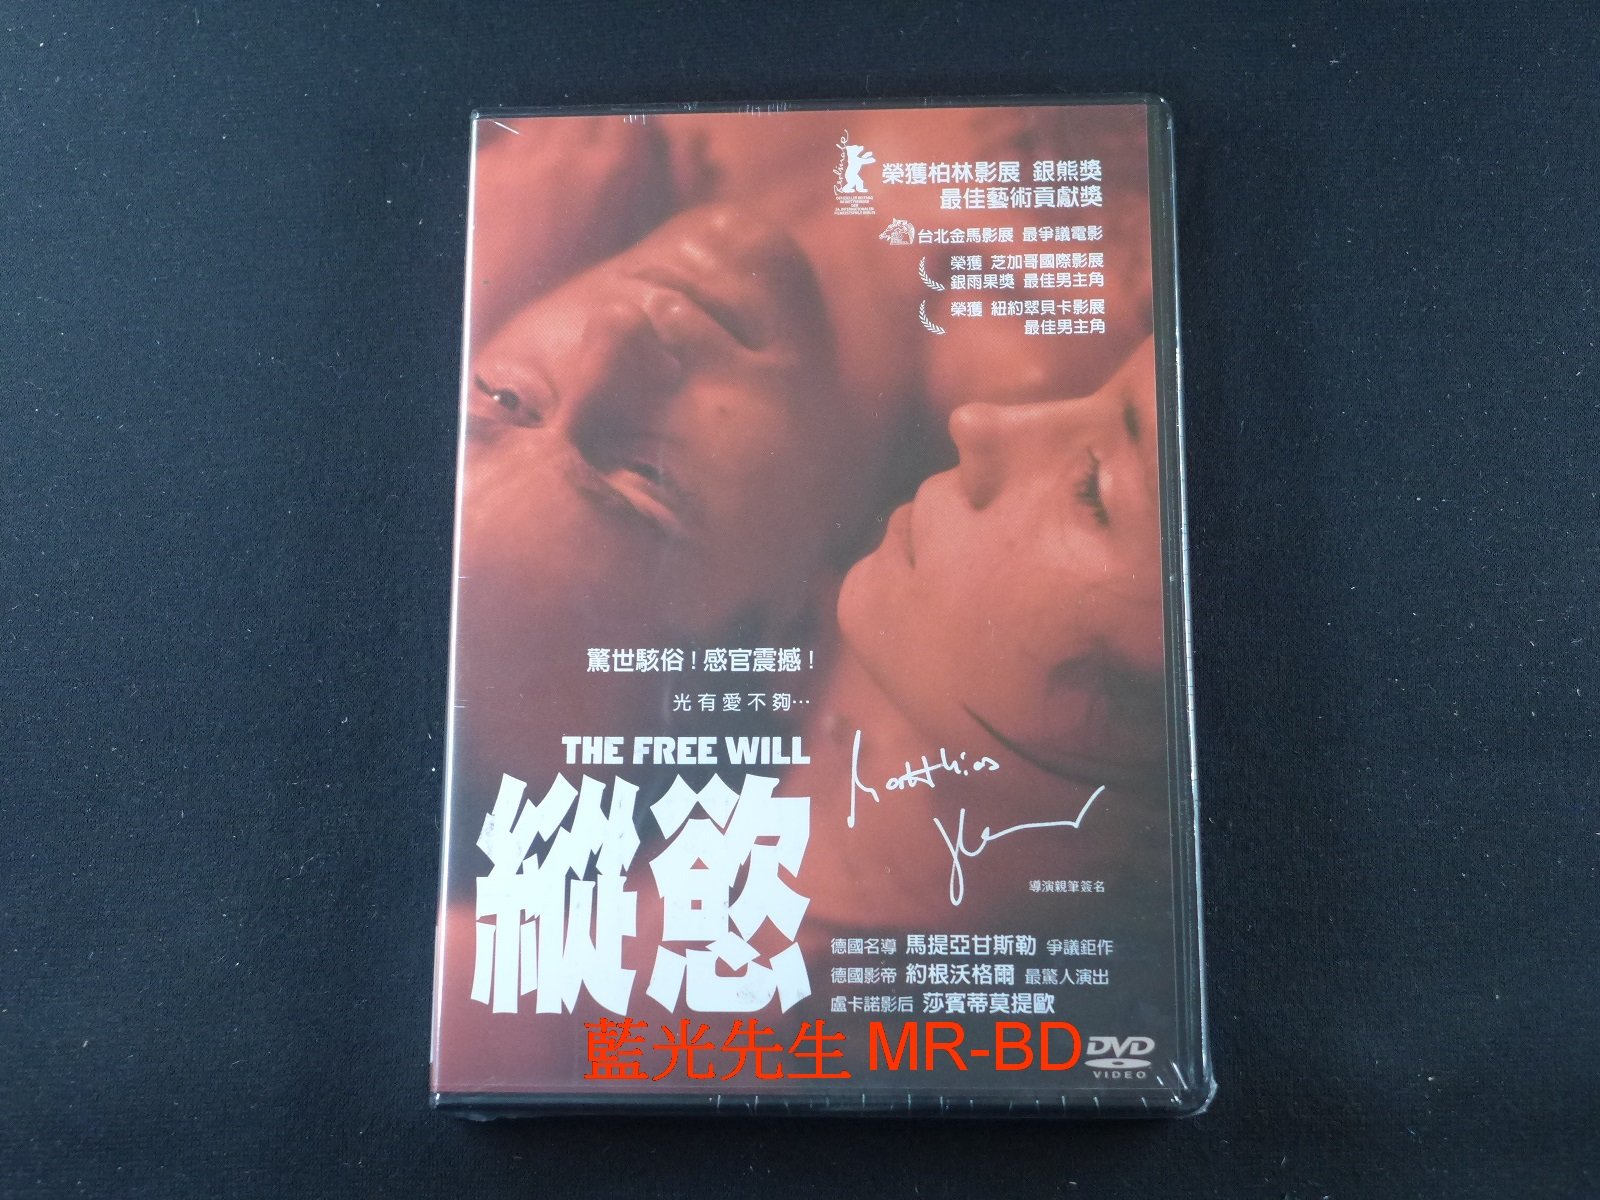 Berlinale
榮獲柏林影展 銀熊獎
最佳藝術貢獻獎
台北金馬影展 最爭議電影
榮獲 芝加哥國際影展
銀雨果獎 最佳男主角
榮獲 紐約翠貝卡影展
最佳男主角
驚世駭俗！感官震撼！
光有愛不夠…
THE FREE WILL
縱慾
Matthias
導演親筆簽名
德國名導 馬提亞甘斯勒 爭議鉅作
德國影帝 約根沃格爾 最驚人演出
盧卡諾影后 莎賓蒂莫提歐
藍光先生 MR-BD
DVD
VIDEO